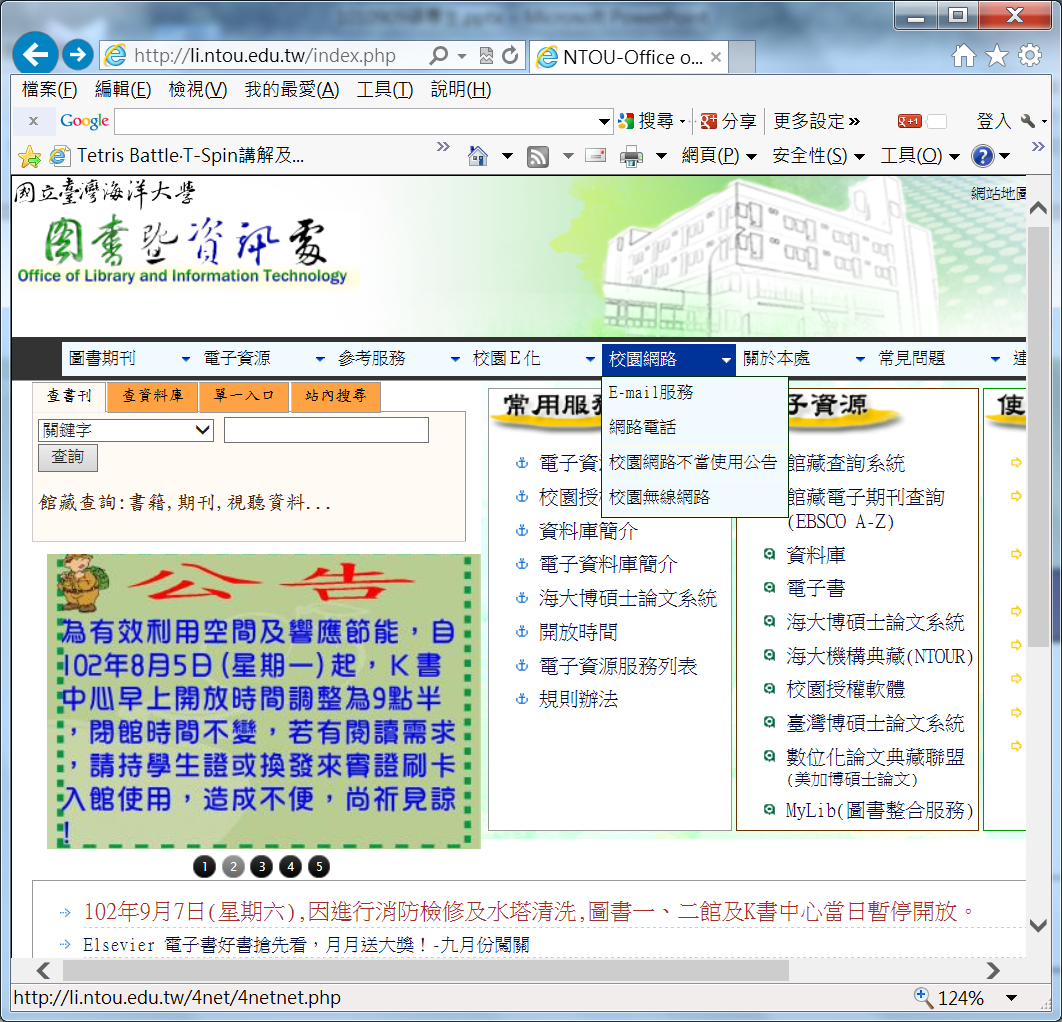 http://li.ntou.edu.tw/index.php
NTOU-Office o...
檔案(F) 編輯(E) 檢視(V) 我的最愛(A) 工具(T) 說明(H)
x Google 搜尋 分享 更多設定 » +1 登入
Tetris Battle·T-Spin講解及... » 網頁(P) 安全性(S) 工具(O) »
國立臺灣海洋大學
網站地圖
圖書暨資訊處
Office of Library and Information Technology
圖書期刊 電子資源 參考服務 校園E化 校園網路 關於本處 常見問題
E-mail服務
網路電話
校園網路不當使用公告
校園無線網路
查書刊 查資料庫 單一入口 站內搜尋
關鍵字
查詢
館藏查詢:書籍,期刊,視聽資料...
公告
為有效利用空間及響應節能，自
102年8月5日(星期一)起，K書
中心早上開放時間調整為9點半
，閉館時間不變，若有閱讀需求
，請持學生證或換發來賓證刷卡
入館使用，造成不便，尚祈見諒
!
1 2 3 4 5
常用服
電子資
校園授
資料庫簡介
電子資料庫簡介
海大博碩士論文系統
開放時間
電子資源服務列表
規則辦法
子資源
館藏查詢系統
館藏電子期刊查詢
(EBSCO A-Z)
資料庫
電子書
海大博碩士論文系統
海大機構典藏(NTOUR)
校園授權軟體
臺灣博碩士論文系統
數位化論文典藏聯盟
(美加博碩士論文)
MyLib(圖書整合服務)
使
102年9月7日(星期六),因進行消防檢修及水塔清洗,圖書一、二館及K書中心當日暫停開放。
Elsevier 電子書好書搶先看，月月送大獎！-九月份闖關
http://li.ntou.edu.tw/4net/4netnet.php
124%